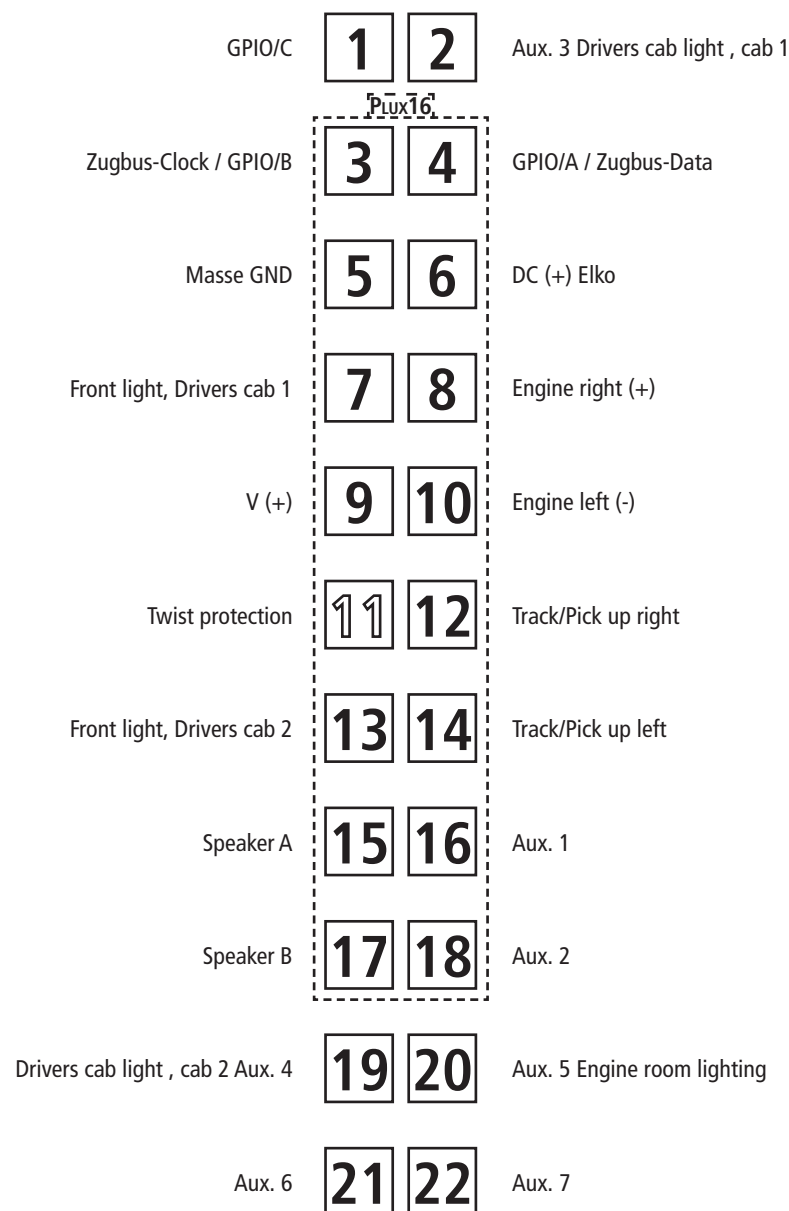 GPIO/C 1 2 Aux. 3 Drivers cab light , cab 1
PLUX16
Zugbus-Clock / GPIO/B 3 4 GPIO/A / Zugbus-Data
Masse GND 5 6 DC (+) Elko
Front light, Drivers cab 1 7 8 Engine right (+)
V (+) 9 10 Engine left (-)
Twist protection 11 12 Track/Pick up right
Front light, Drivers cab 2 13 14 Track/Pick up left
Speaker A 15 16 Aux. 1
Speaker B 17 18 Aux. 2
Drivers cab light , cab 2 Aux. 4 19 20 Aux. 5 Engine room lighting
Aux. 6 21 22 Aux. 7